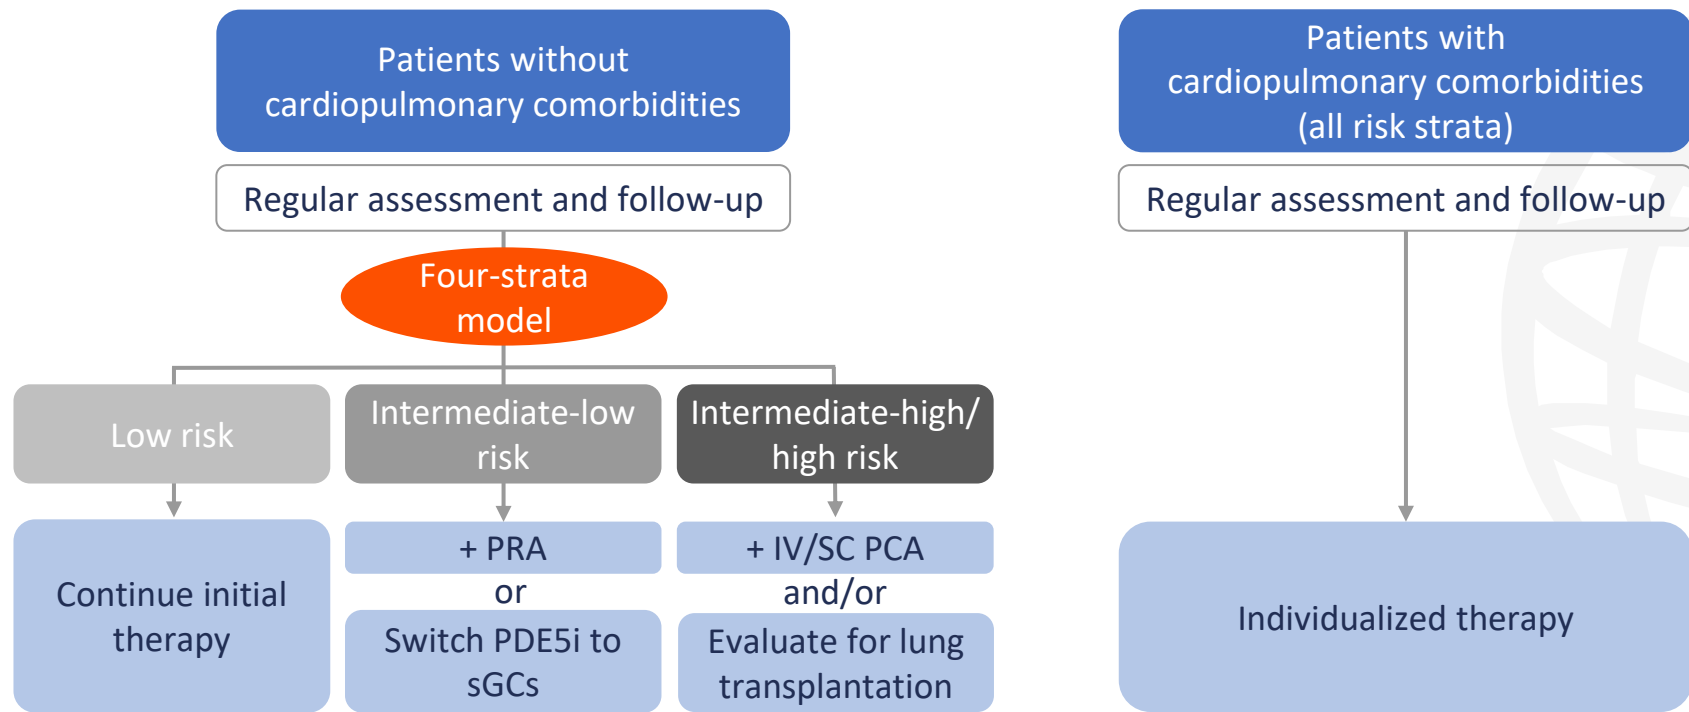 Patients without
cardiopulmonary comorbidities
Regular assessment and follow-up
Four-strata
model
Low risk
Intermediate-low
risk
Intermediate-high/
high risk
Continue initial
therapy
+ PRA
or
Switch PDE5i to
sGCs
+ IV/SC PCA
and/or
Evaluate for lung
transplantation
Patients with
cardiopulmonary comorbidities
(all risk strata)
Regular assessment and follow-up
Individualized therapy